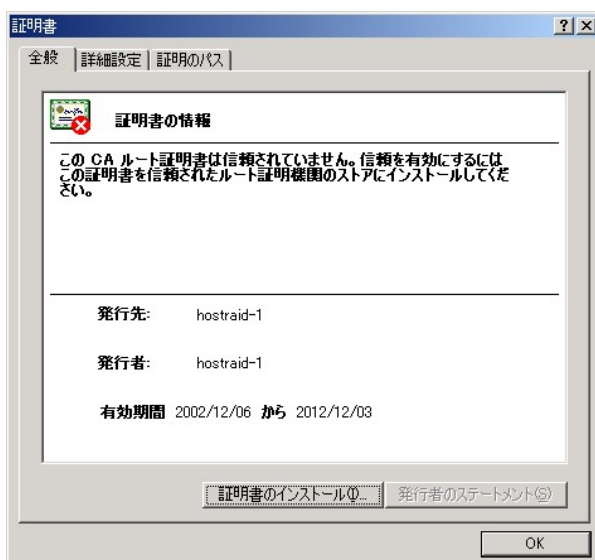 証明書
全般 詳細設定 証明のパス
証明書の情報
この CA ルート証明書は信頼されていません。信頼を有効にするには
この証明書を信頼されたルート証明機関のストアにインストールしてくだ
さい。
発行先: hostraid-1
発行者: hostraid-1
有効期間 2002/12/06 から 2012/12/03
証明書のインストール(I)... 発行者のステートメント(S)
OK